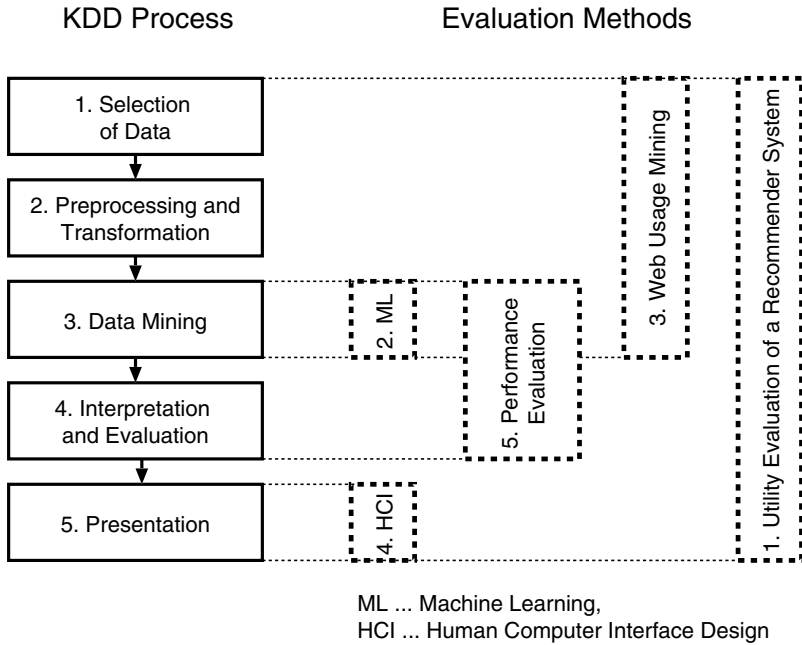 KDD Process
Evaluation Methods
1. Selection
of Data
2. Preprocessing and
Transformation
3. Data Mining
4. Interpretation
and Evaluation
5. Presentation
2. ML
4. HCI
5. Performance
Evaluation
3. Web Usage Mining
1. Utility Evaluation of a Recommender System
ML ... Machine Learning,
HCI ... Human Computer Interface Design